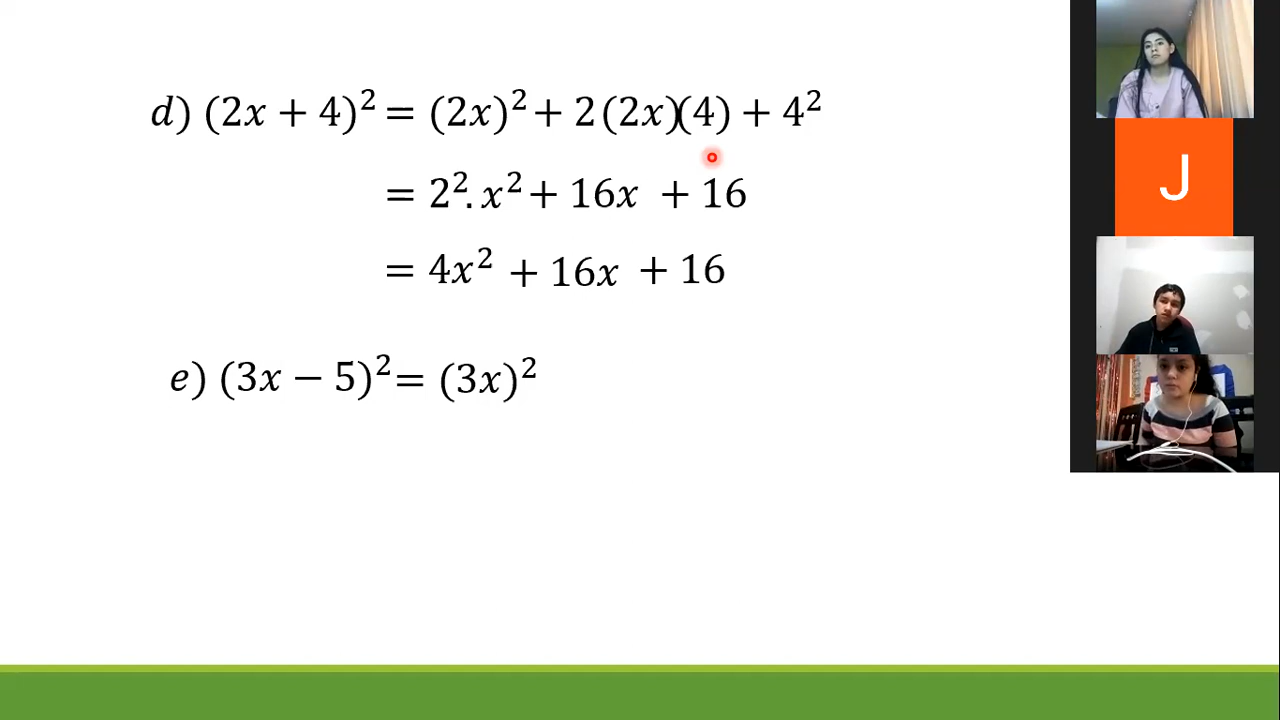 d) (2x + 4)² = (2x)² + 2(2x)(4) + 4²
= 2². x² + 16x + 16
= 4x² + 16x + 16
e) (3x − 5)² = (3x)²
J